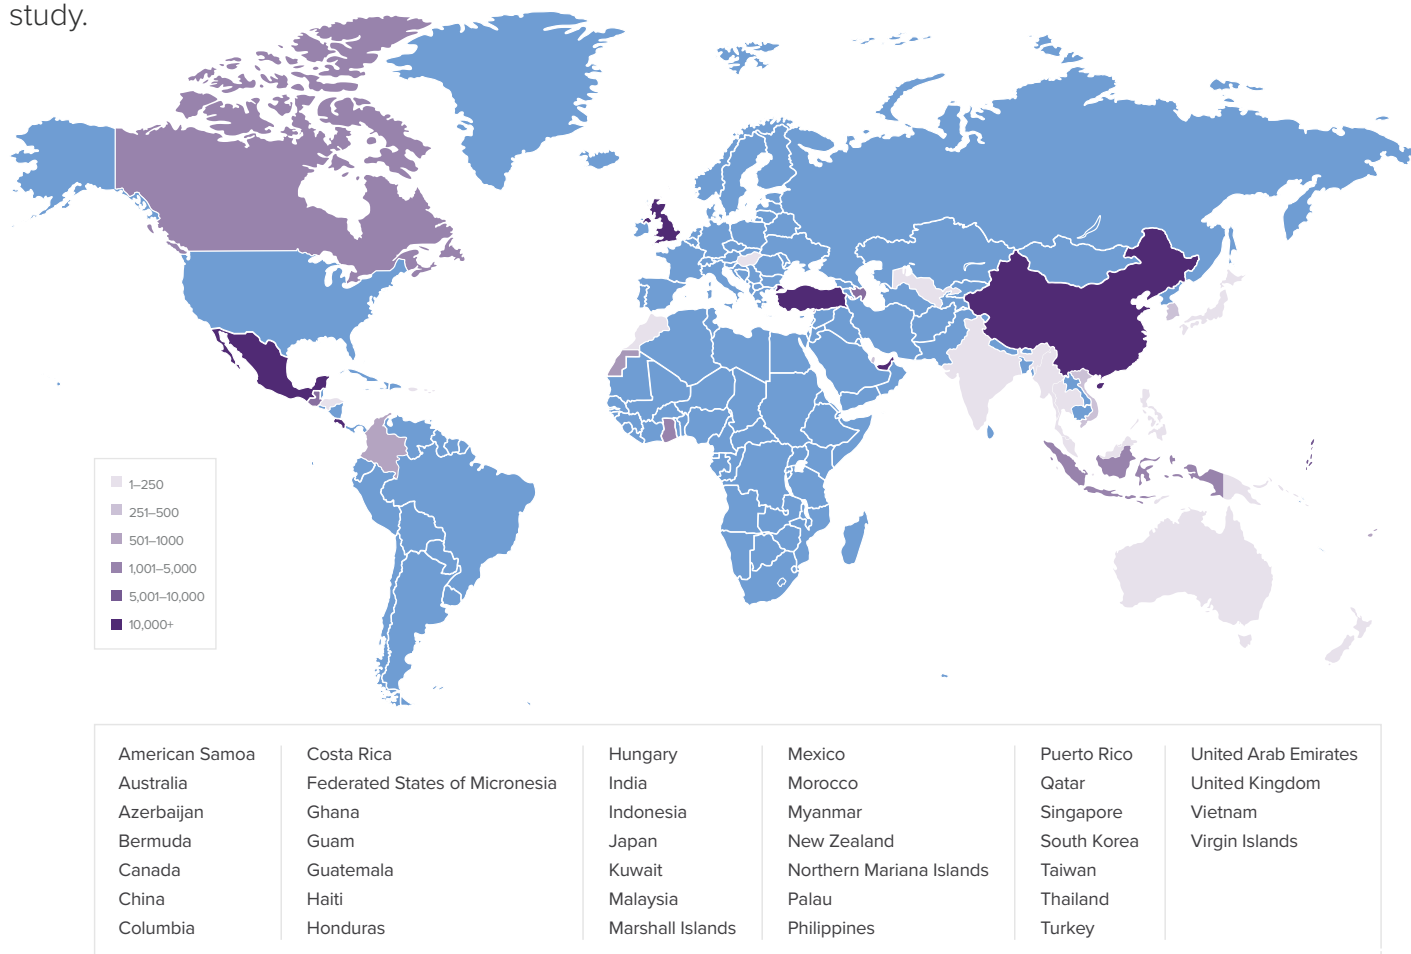 study.
1–250
251–500
501–1000
1,001–5,000
5,001–10,000
10,000+
American Samoa
Australia
Azerbaijan
Bermuda
Canada
China
Columbia
Costa Rica
Federated States of Micronesia
Ghana
Guam
Guatemala
Haiti
Honduras
Hungary
India
Indonesia
Japan
Kuwait
Malaysia
Marshall Islands
Mexico
Morocco
Myanmar
New Zealand
Northern Mariana Islands
Palau
Philippines
Puerto Rico
Qatar
Singapore
South Korea
Taiwan
Thailand
Turkey
United Arab Emirates
United Kingdom
Vietnam
Virgin Islands